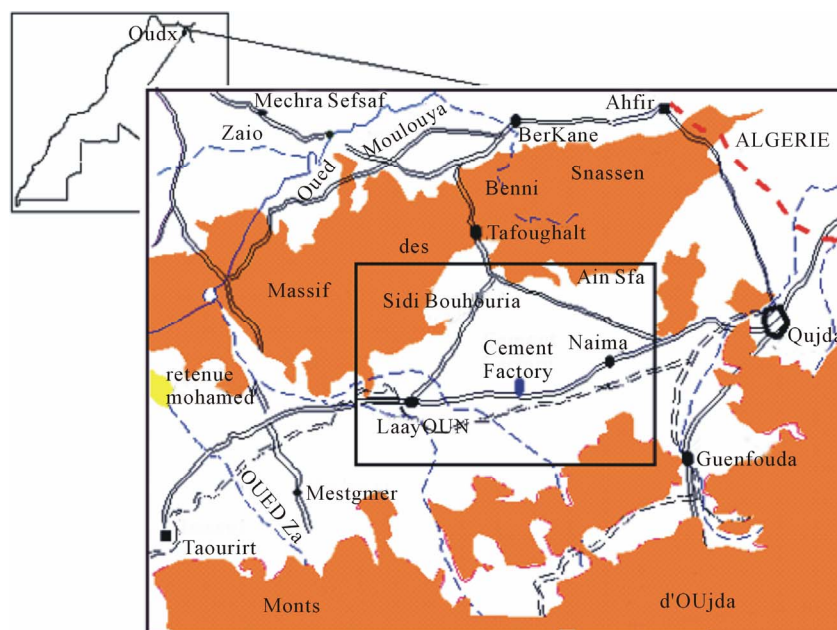 Oudx
Mechra Sefsaf
Ahfir
Zaio
Moulouya
BerKane
ALGERIE
Oued
Benni
Snassen
Tafoughalt
des
Massif
Ain Sfa
Sidi Bouhouria
Naima
Cement
Factory
Qujda
retenue
mohamed
LaayOUN
Guenfouda
OUED Za
Mestgmer
Taourirt
Monts
d'OUjda